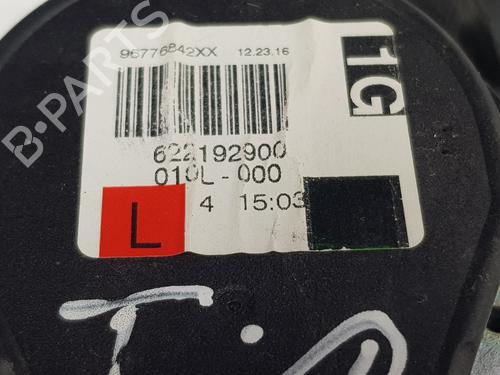 96776842XX 12.23.16
1G
622192900
010L-000
L 4 15:03
B-PARTS